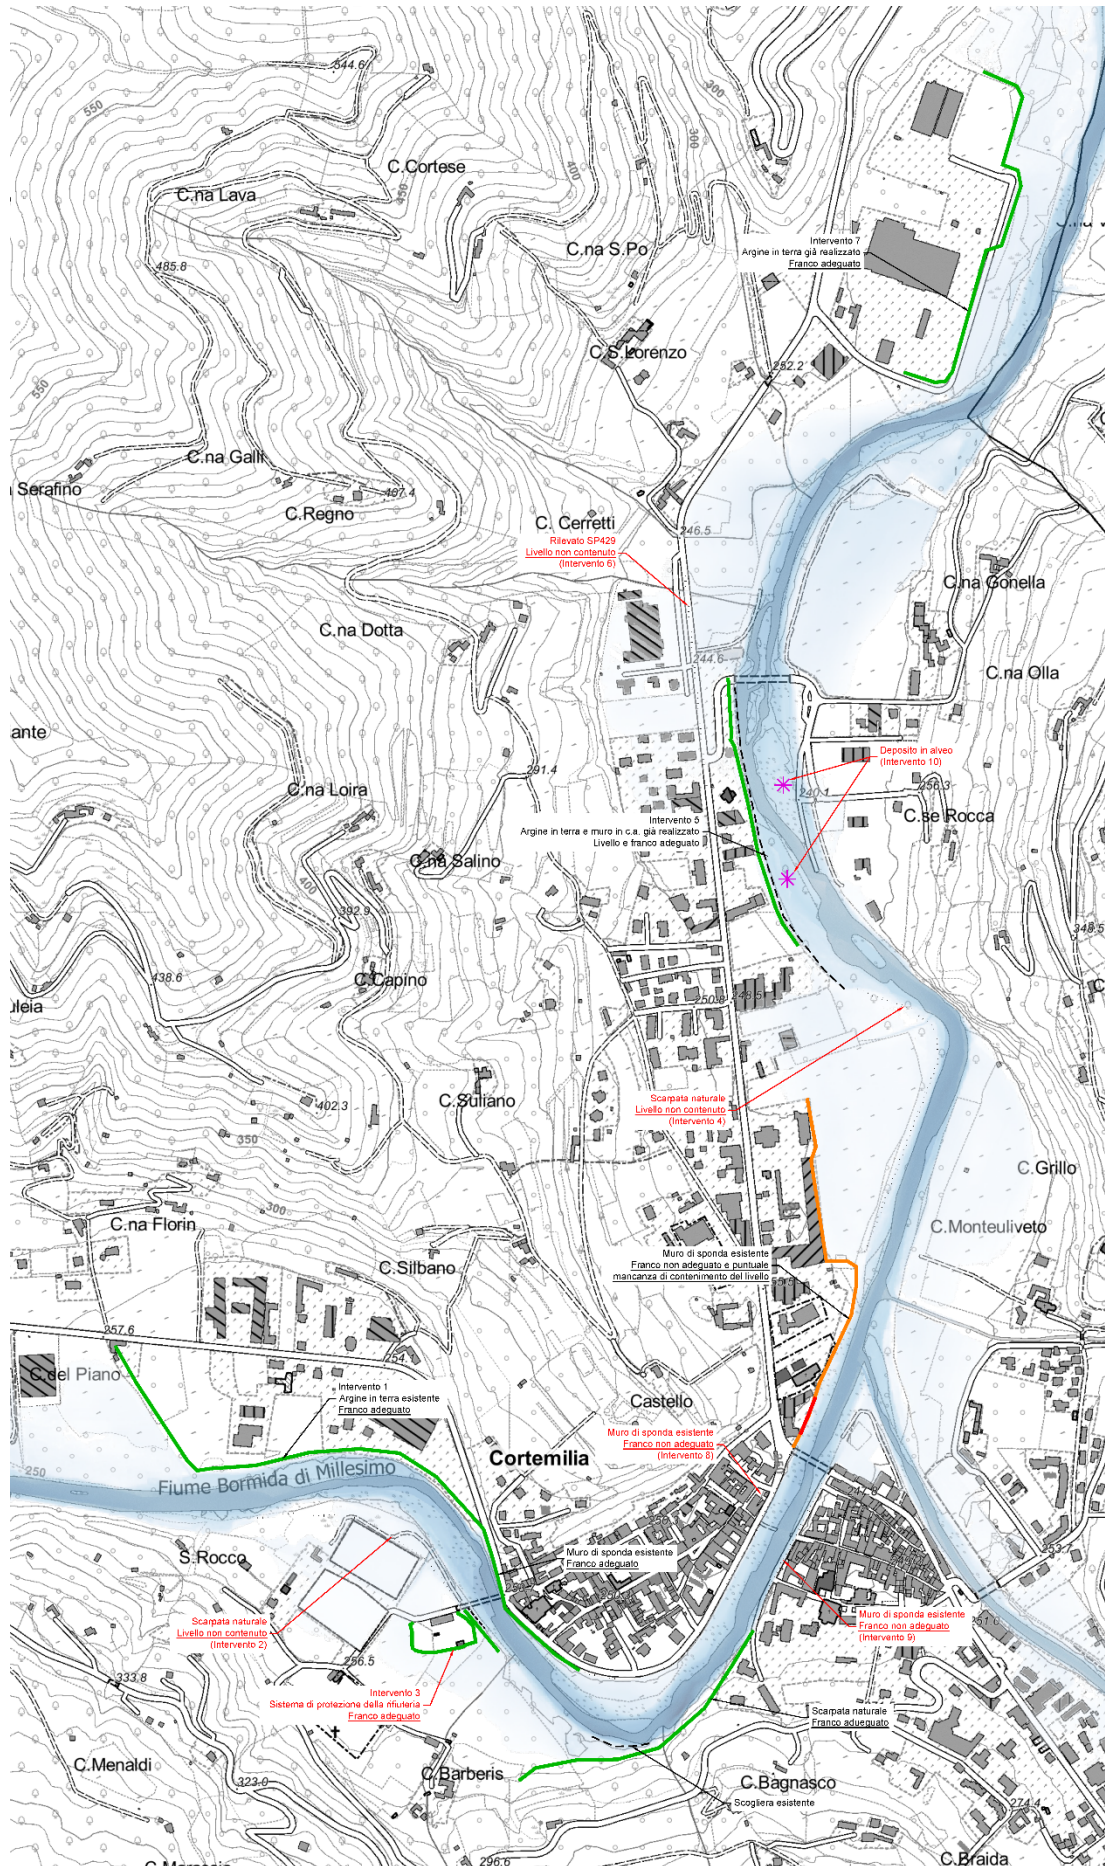 544.6
550
300
300
C.Cortese
400
450
C.na Lava
C.na S.Po
Intervento 7
Argine in terra già realizzato
Franco adeguato
485.8
C.S.Lorenzo
252.2
550
C.na Galli
Serafino
407.4
C.Regno
C. Cerretti
Rilevato SP429
Livello non contenuto
(Intervento 6)
246.5
C.na Gonella
C.na Dotta
244.6
C.na Olla
ante
Deposito in alveo
(Intervento 10)
291.4
C.na Loira
240.1
256.3
C.se Rocca
Intervento 5
Argine in terra e muro in c.a. già realizzato
Livello e franco adeguato
C.na Salino
400
392.9
348.5
438.6
C.Capino
uleia
250.8
248.5
C.Suliano
402.3
Scarpata naturale
Livello non contenuto
(Intervento 4)
350
C.Grillo
300
C.na Florin
C.Monteuliveto
C.Silbano
Muro di sponda esistente
Franco non adeguato e puntuale
mancanza di contenimento del livello
257.6
254.
C.del Piano
Intervento 1
Argine in terra esistente
Franco adeguato
Castello
Muro di sponda esistente
Franco non adeguato
(Intervento 8)
Cortemilia
250
Fiume Bormida di Millesimo
S.Rocco
Muro di sponda esistente
Franco adeguato
253.7
Scarpata naturale
Livello non contenuto
(Intervento 2)
Muro di sponda esistente
Franco non adeguato
(Intervento 9)
251.0
256.5
333.8
Intervento 3
Sistema di protezione della rifiuteria
Franco adeguato
Scarpata naturale
Franco adueguato
C.Menaldi
C.Barberis
323.0
C.Bagnasco
Scogliera esistente
274.4
C.Braida
296.6